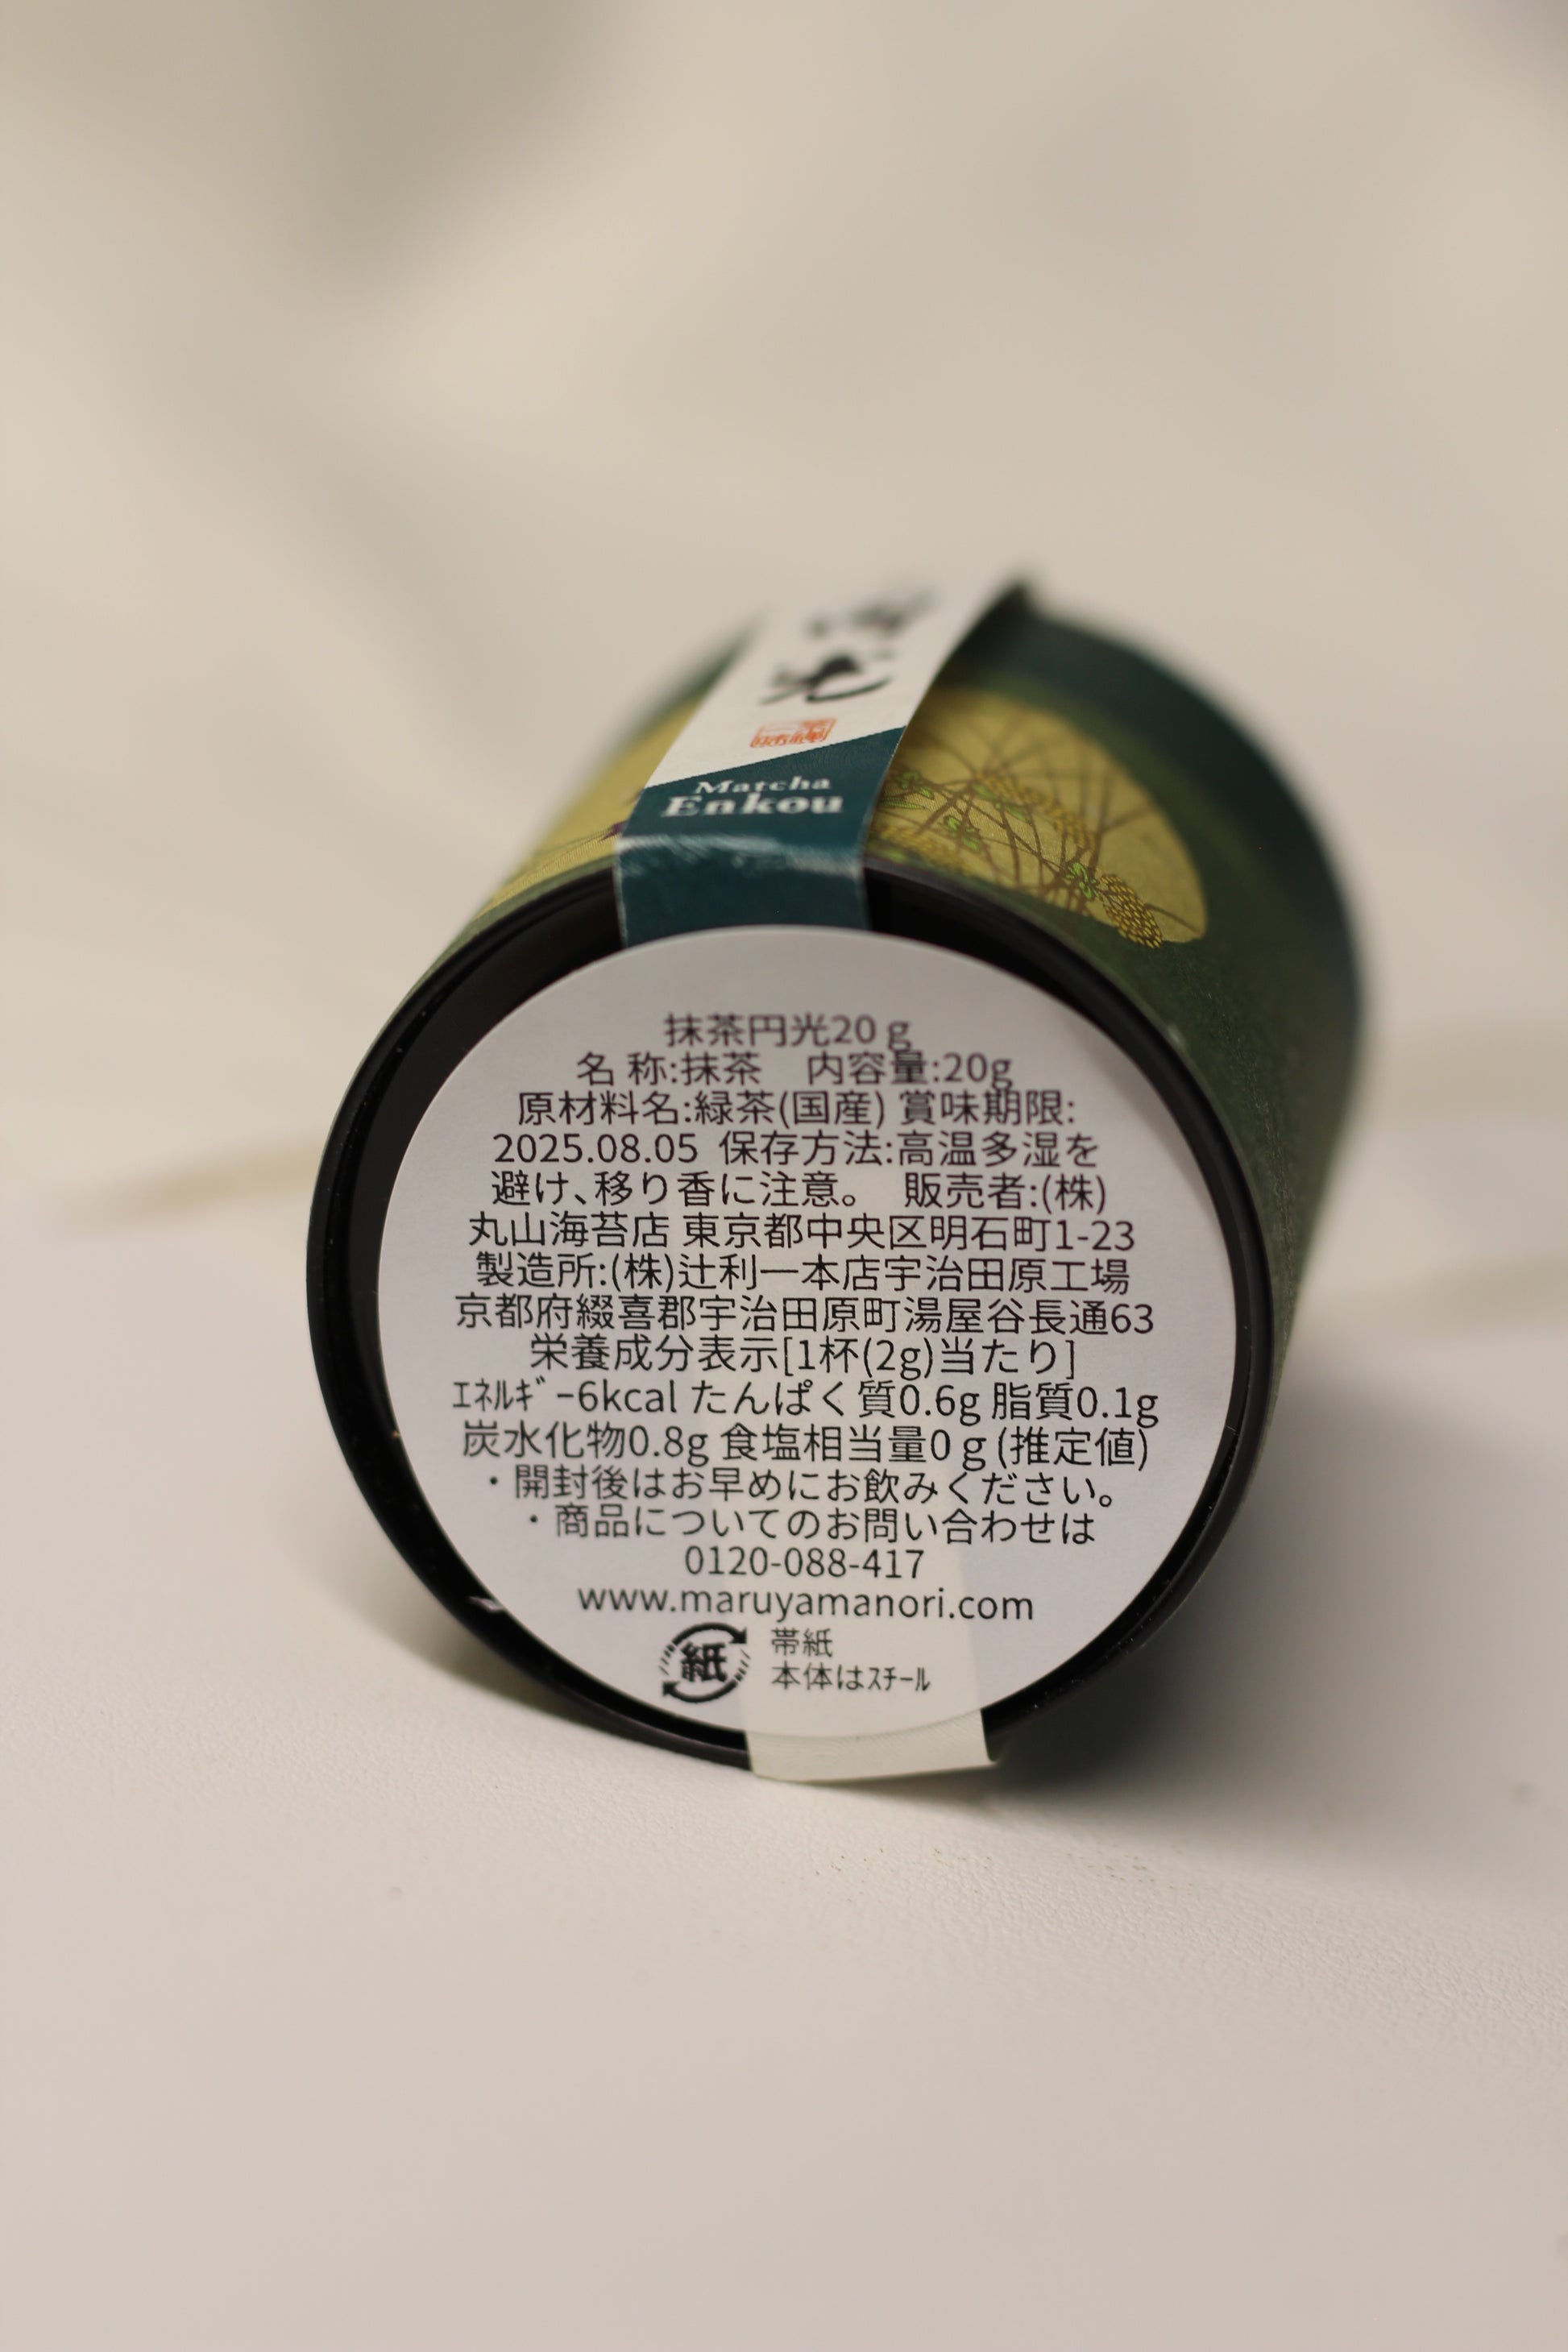 光
Matcha
Enkou
抹茶円光20g
名 称:抹茶　内容量:20g
原材料名:緑茶(国産) 賞味期限:
2025.08.05 保存方法:高温多湿を
避け､移り香に注意。　販売者:(株)
丸山海苔店 東京都中央区明石町1-23
製造所:(株)辻利一本店宇治田原工場
京都府綴喜郡宇治田原町湯屋谷長通63
栄養成分表示[1杯(2g)当たり]
ｴﾈﾙｷﾞｰ6kcal たんぱく質0.6g 脂質0.1g
炭水化物0.8g 食塩相当量0g(推定値)
・開封後はお早めにお飲みください。
・商品についてのお問い合わせは
0120-088-417
www.maruyamanori.com
紙 帯紙
本体はｽﾁｰﾙ